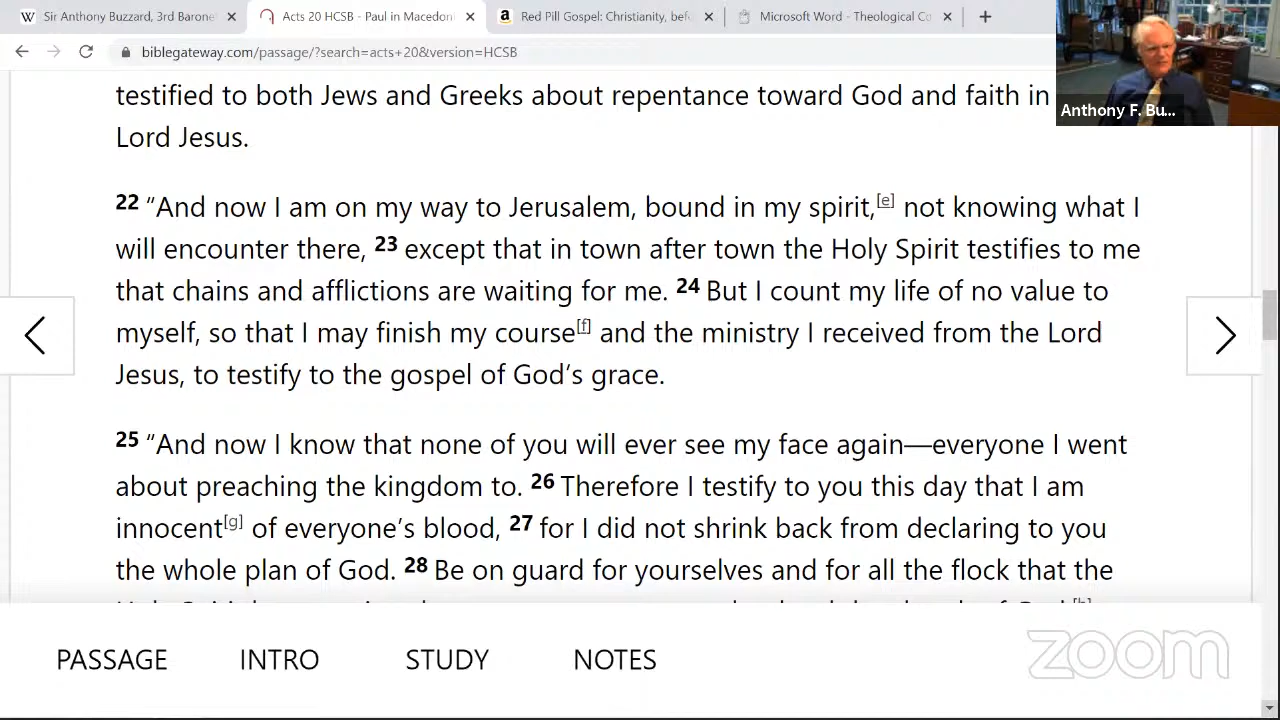 Sir Anthony Buzzard, 3rd Barone
Acts 20 HCSB - Paul in Macedon
Red Pill Gospel: Christianity, bef
Microsoft Word - Theological Co
biblegateway.com/passage/?search=acts+20&version=HCSB
Anthony F. Bu...
testified to both Jews and Greeks about repentance toward God and faith in
Lord Jesus.
22 “And now I am on my way to Jerusalem, bound in my spirit,[e] not knowing what I
will encounter there, 23 except that in town after town the Holy Spirit testifies to me
that chains and afflictions are waiting for me. 24 But I count my life of no value to
myself, so that I may finish my course[f] and the ministry I received from the Lord
Jesus, to testify to the gospel of God’s grace.
25 “And now I know that none of you will ever see my face again—everyone I went
about preaching the kingdom to. 26 Therefore I testify to you this day that I am
innocent[g] of everyone’s blood, 27 for I did not shrink back from declaring to you
the whole plan of God. 28 Be on guard for yourselves and for all the flock that the
PASSAGE INTRO STUDY NOTES
zoom